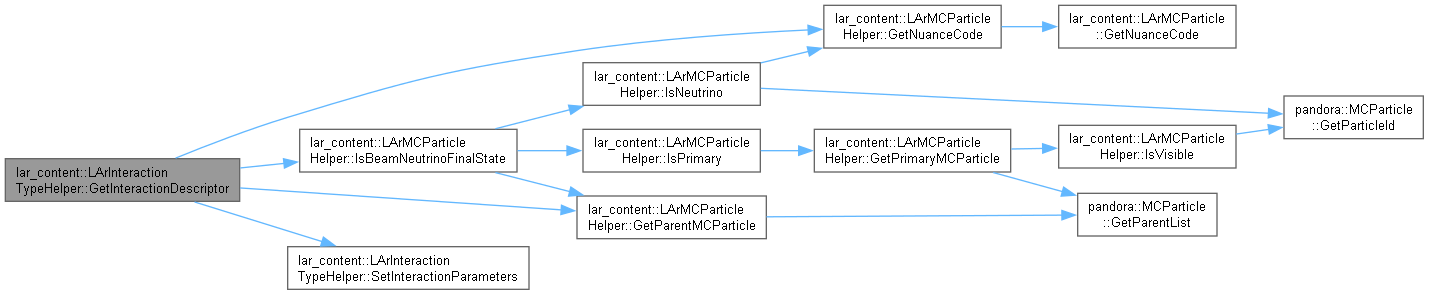 lar_content::LArInteraction
TypeHelper::GetInteractionDescriptor
lar_content::LArMCParticle
Helper::GetNuanceCode
lar_content::LArMCParticle
::GetNuanceCode
lar_content::LArMCParticle
Helper::IsNeutrino
pandora::MCParticle
::GetParticleId
lar_content::LArMCParticle
Helper::IsBeamNeutrinoFinalState
lar_content::LArMCParticle
Helper::IsPrimary
lar_content::LArMCParticle
Helper::GetPrimaryMCParticle
lar_content::LArMCParticle
Helper::IsVisible
lar_content::LArMCParticle
Helper::GetParentMCParticle
pandora::MCParticle
::GetParentList
lar_content::LArInteraction
TypeHelper::SetInteractionParameters